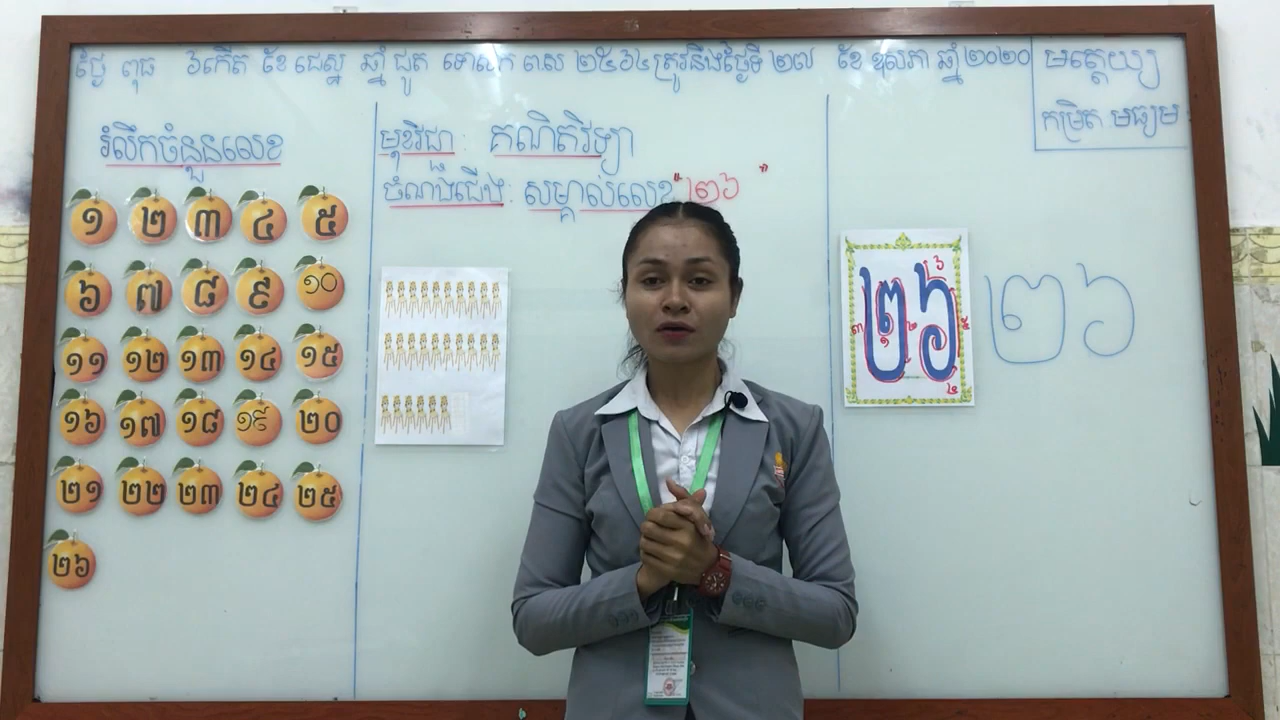 ថ្ងៃ ពុធ ៦កើត ខែ ជេស្ឋ ឆ្នាំ ជូត ទោស័ក ពស ២៥៦៤ ត្រូវនឹងថ្ងៃទី ២៧ ខែ ឧសភា ឆ្នាំ ២០២០
មត្តេយ្យ
កម្រិត មធ្យម
រំលឹកចំនួនលេខ
មុខវិជ្ជា : គណិតវិទ្យា
ចំណងជើង : សម្គាល់លេខ "២៦"
១ ២ ៣ ៤ ៥
៦ ៧ ៨ ៩ ១០
១១ ១២ ១៣ ១៤ ១៥
១៦ ១៧ ១៨ ១៩ ២០
២១ ២២ ២៣ ២៤ ២៥
២៦
២៦
២៦